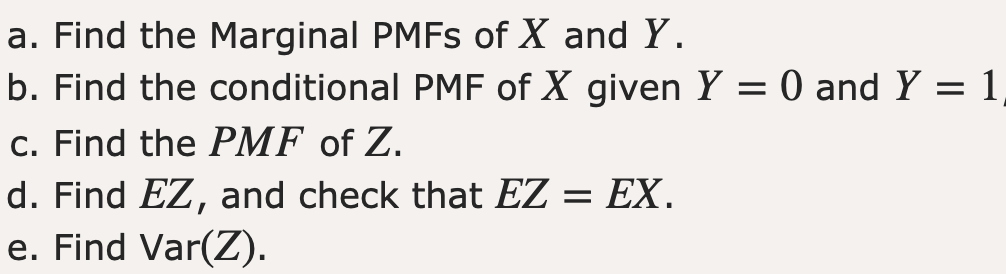 a. Find the Marginal PMFs of X and Y.
b. Find the conditional PMF of X given Y = 0 and Y = 1,
c. Find the PMF of Z.
d. Find EZ, and check that EZ = EX.
e. Find Var(Z).